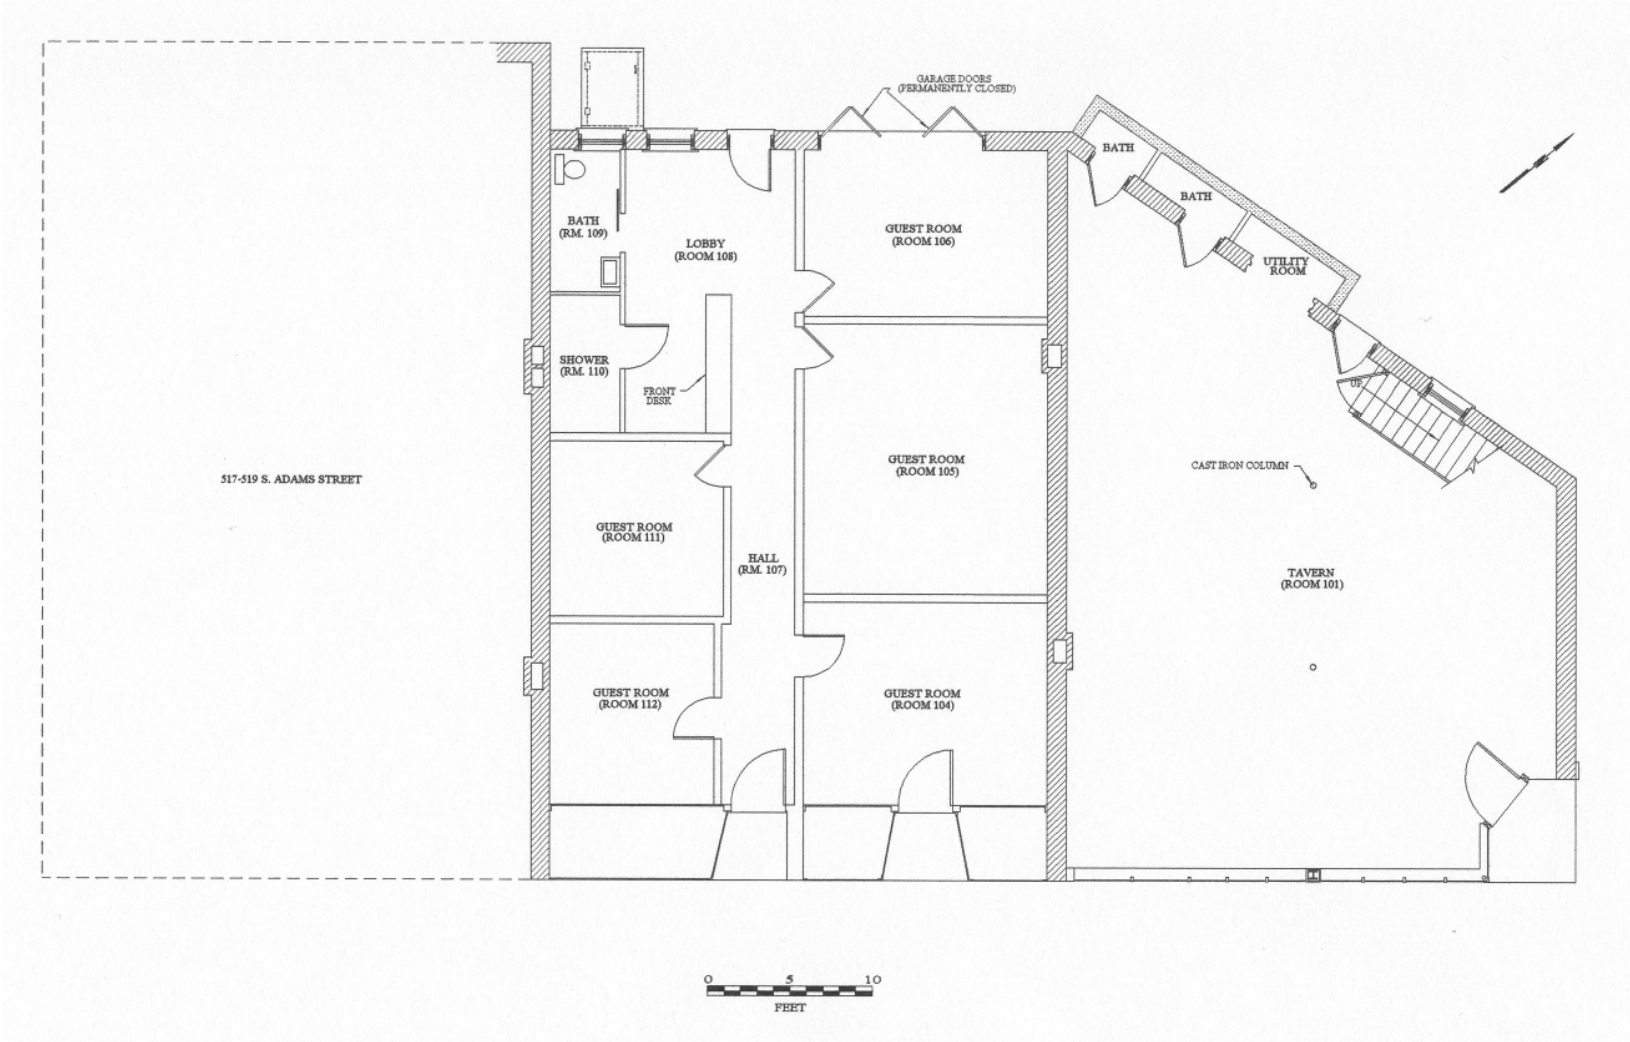 GARAGE DOORS
(PERMANENTLY CLOSED)
BATH
BATH
UTILITY
ROOM
BATH
(RM. 109)
LOBBY
(ROOM 108)
GUEST ROOM
(ROOM 106)
SHOWER
(RM. 110)
FRONT
DESK
UP
517-519 S. ADAMS STREET
GUEST ROOM
(ROOM 105)
CAST IRON COLUMN
GUEST ROOM
(ROOM 111)
HALL
(RM. 107)
TAVERN
(ROOM 101)
GUEST ROOM
(ROOM 112)
GUEST ROOM
(ROOM 104)
0 5 10
FEET